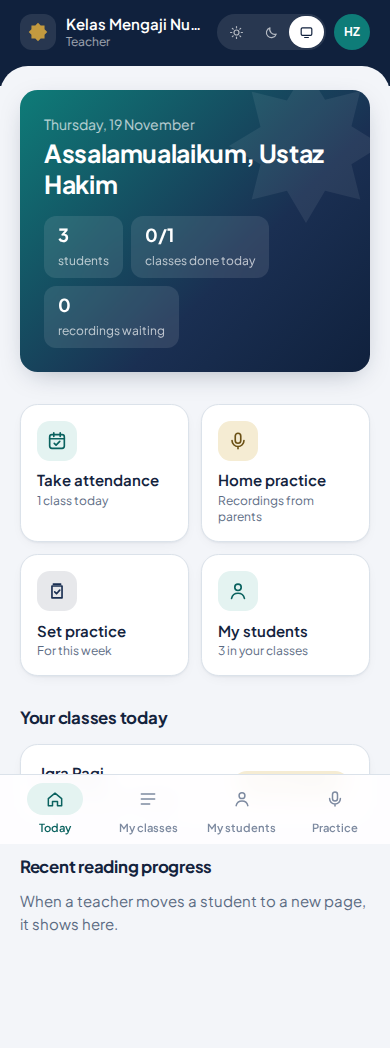 Kelas Mengaji Nu...
Teacher
HZ
Thursday, 19 November
Assalamualaikum, Ustaz
Hakim
3
students
0/1
classes done today
0
recordings waiting
Take attendance
1 class today
Home practice
Recordings from
parents
Set practice
For this week
My students
3 in your classes
Your classes today
Iqra Pagi
Today
My classes
My students
Practice
Recent reading progress
When a teacher moves a student to a new page,
it shows here.